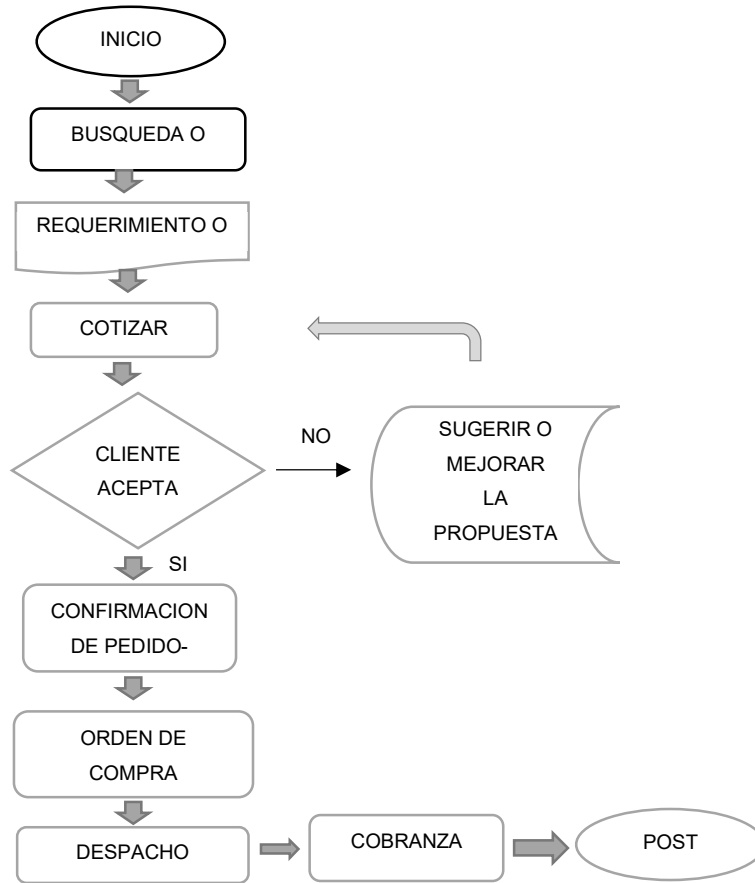 INICIO
BUSQUEDA O
REQUERIMIENTO O
COTIZAR
CLIENTE
ACEPTA
NO
SUGERIR O
MEJORAR
LA
PROPUESTA
SI
CONFIRMACION
DE PEDIDO-
ORDEN DE
COMPRA
DESPACHO
COBRANZA
POST